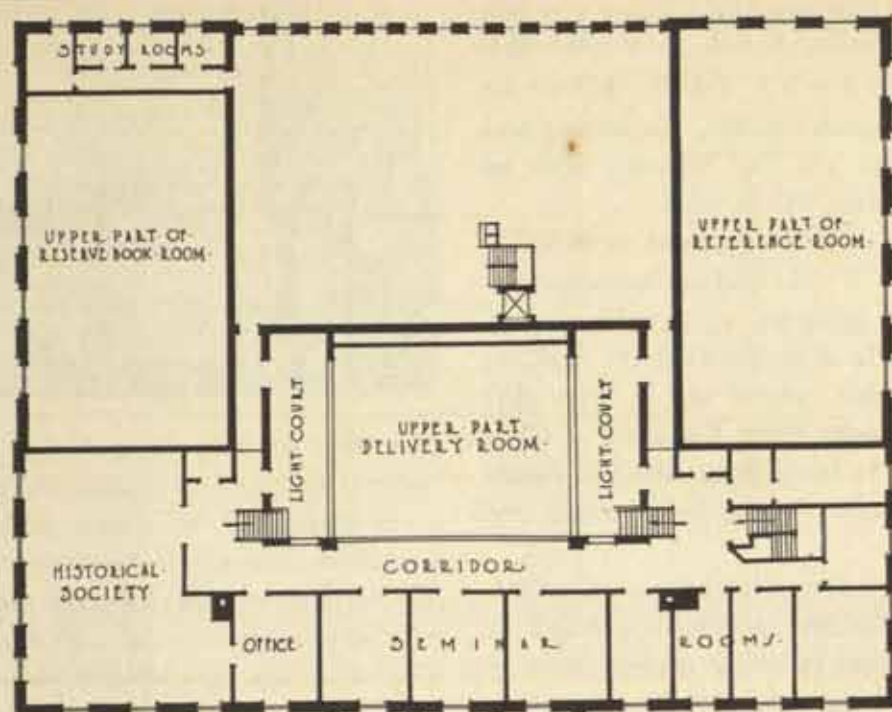 STUDY ROOMS
UPPER PART OF
RESERVE BOOK ROOM
UPPER PART OF
REFERENCE ROOM
LIGHT COURT
UPPER PART
DELIVERY ROOM
LIGHT COURT
HISTORICAL
SOCIETY
CORRIDOR
OFFICE
SEMINAR ROOMS